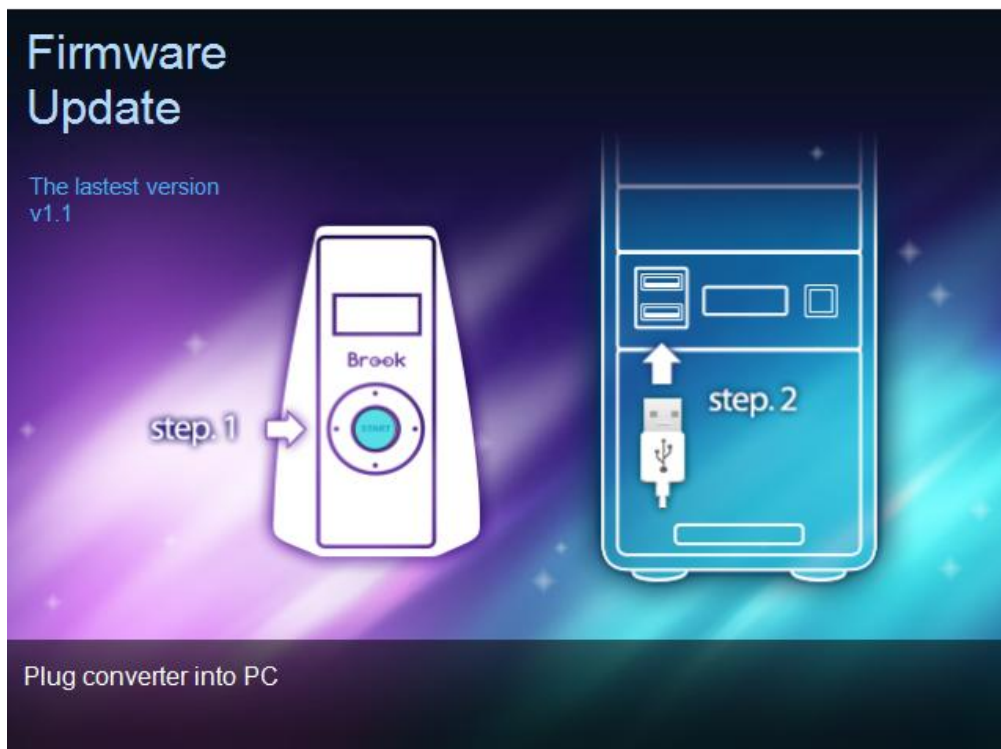 Firmware
Update
The lastest version
v1.1
Brook
START
step. 1
step. 2
Plug converter into PC